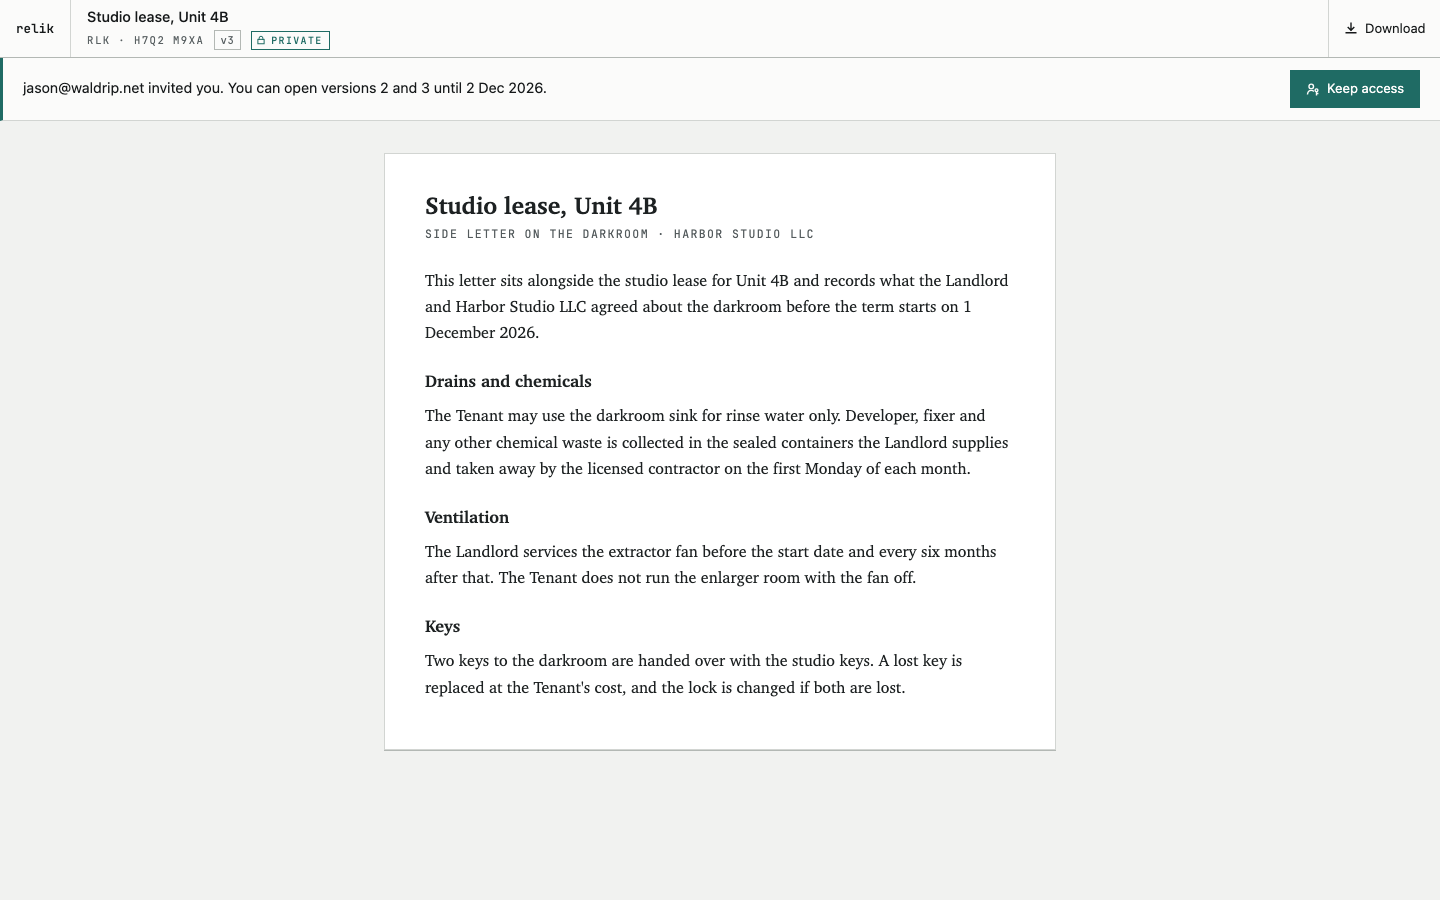 relik
Studio lease, Unit 4B
RLK · H7Q2 M9XA v3 PRIVATE
Download
jason@waldrip.net invited you. You can open versions 2 and 3 until 2 Dec 2026.
Keep access
Studio lease, Unit 4B
SIDE LETTER ON THE DARKROOM · HARBOR STUDIO LLC
This letter sits alongside the studio lease for Unit 4B and records what the Landlord
and Harbor Studio LLC agreed about the darkroom before the term starts on 1
December 2026.
Drains and chemicals
The Tenant may use the darkroom sink for rinse water only. Developer, fixer and
any other chemical waste is collected in the sealed containers the Landlord supplies
and taken away by the licensed contractor on the first Monday of each month.
Ventilation
The Landlord services the extractor fan before the start date and every six months
after that. The Tenant does not run the enlarger room with the fan off.
Keys
Two keys to the darkroom are handed over with the studio keys. A lost key is
replaced at the Tenant's cost, and the lock is changed if both are lost.